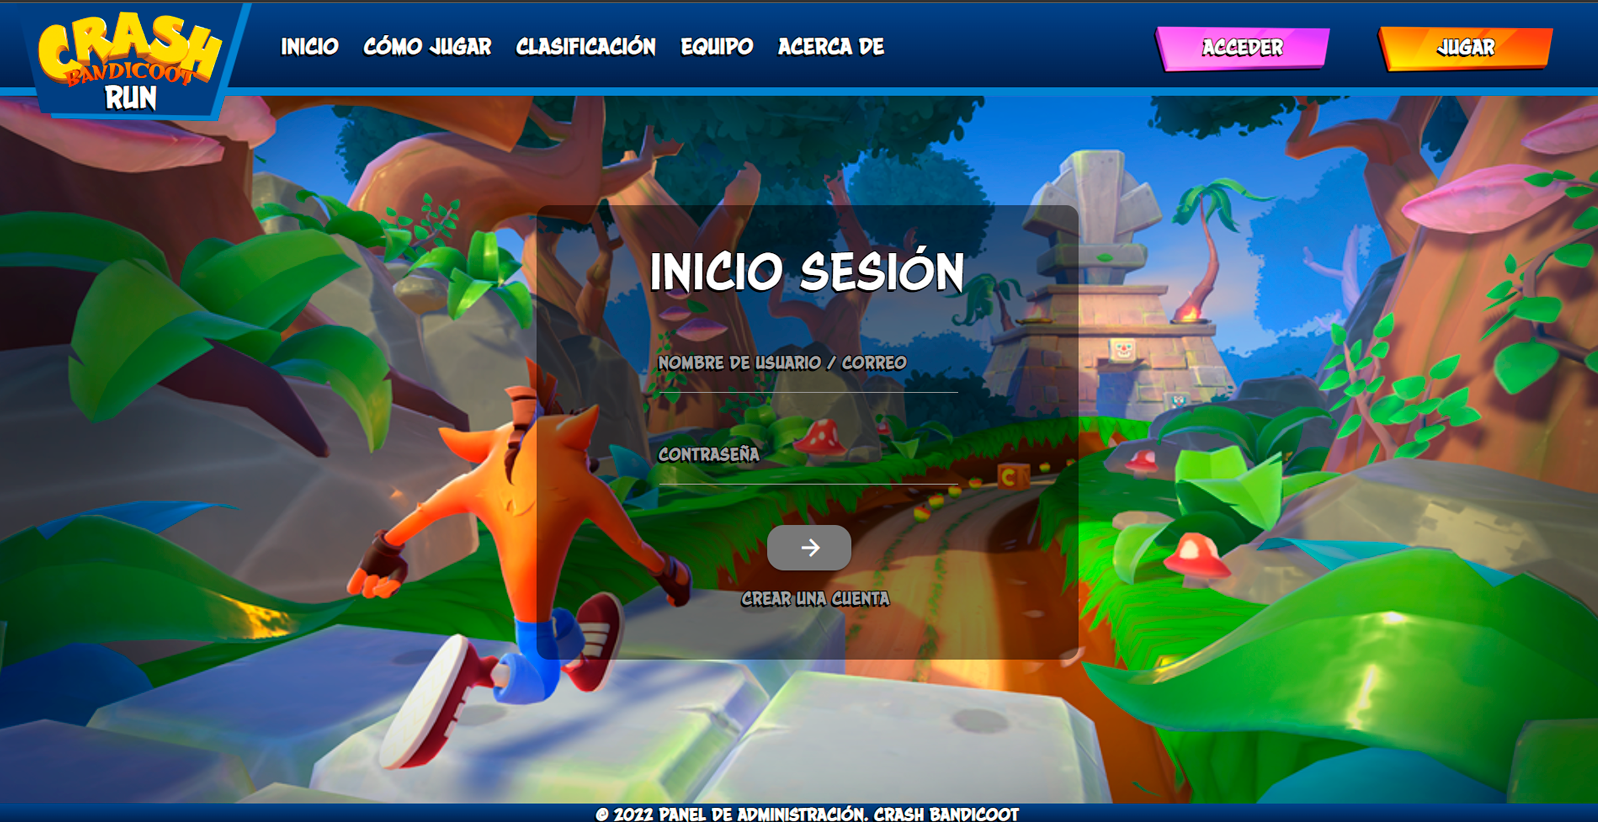 CRASH
BANDICOOT
RUN
INICIO CÓMO JUGAR CLASIFICACIÓN EQUIPO ACERCA DE
ACCEDER
JUGAR
INICIO SESIÓN
NOMBRE DE USUARIO / CORREO
CONTRASEÑA
→
CREAR UNA CUENTA
C
© 2022 PANEL DE ADMINISTRACIÓN. CRASH BANDICOOT